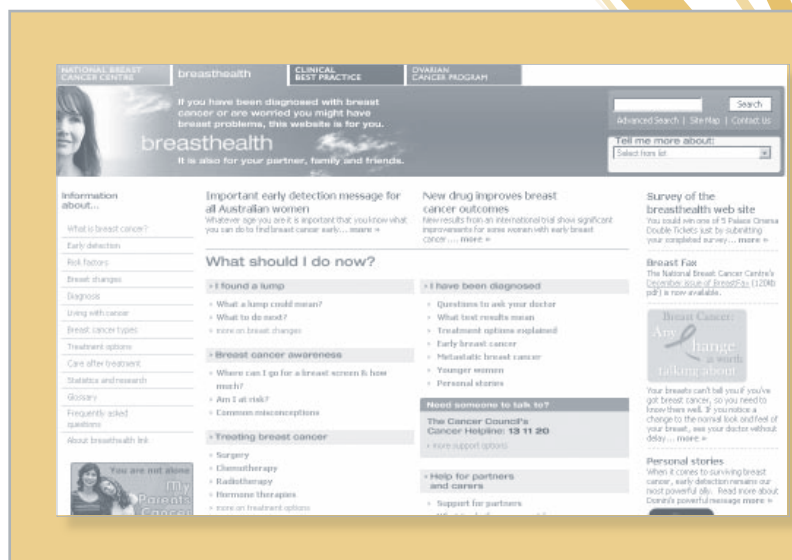 NATIONAL BREAST
CANCER CENTRE
breasthealth
CLINICAL
BEST PRACTICE
OVARIAN
CANCER PROGRAM
If you have been diagnosed with breast
cancer or are worried you might have
breast problems, this website is for you.
breasthealth
It is also for your partner, family and friends.
Search
Advanced Search | Site Map | Contact Us
Tell me more about:
Select from list
Information
about...
What is breast cancer?
Early detection
Risk factors
Breast changes
Diagnosis
Living with cancer
Breast cancer types
Treatment options
Care after treatment
Statistics and research
Glossary
Frequently asked
questions
About breasthealth link
You are not alone
My
Parents
Cancer
Important early detection message for
all Australian women
Whatever age you are it is important that you know what
you can do to find breast cancer early... more »
New drug improves breast
cancer outcomes
New results from an international trial show significant
improvements for some women with early breast
cancer.... more »
What should I do now?
› I found a lump
What a lump could mean?
What to do next?
more on breast changes
› Breast cancer awareness
Where can I go for a breast screen & how
much?
Am I at risk?
Common misconceptions
› Treating breast cancer
Surgery
Chemotherapy
Radiotherapy
Hormone therapies
more on treatment options
› I have been diagnosed
Questions to ask your doctor
What test results mean
Treatment options explained
Early breast cancer
Metastatic breast cancer
Younger women
Personal stories
Need someone to talk to?
The Cancer Council's
Cancer Helpline: 13 11 20
more support options
› Help for partners
and carers
Support for partners
Survey of the
breasthealth web site
You could win one of 5 Palace Cinema
Double Tickets just by submitting
your completed survey... more »
Breast Fax
The National Breast Cancer Centre's
December issue of BreastFax (120kb
pdf) is now available.
Breast Cancer:
Any
change
is worth
talking about
Your breasts can't tell you if you've
got breast cancer, so you need to
know them well. If you notice a
change to the normal look and feel of
your breast, see your doctor without
delay... more »
Personal stories
When it comes to surviving breast
cancer, early detection remains our
most powerful ally. Read more about
Domini's powerful message more »